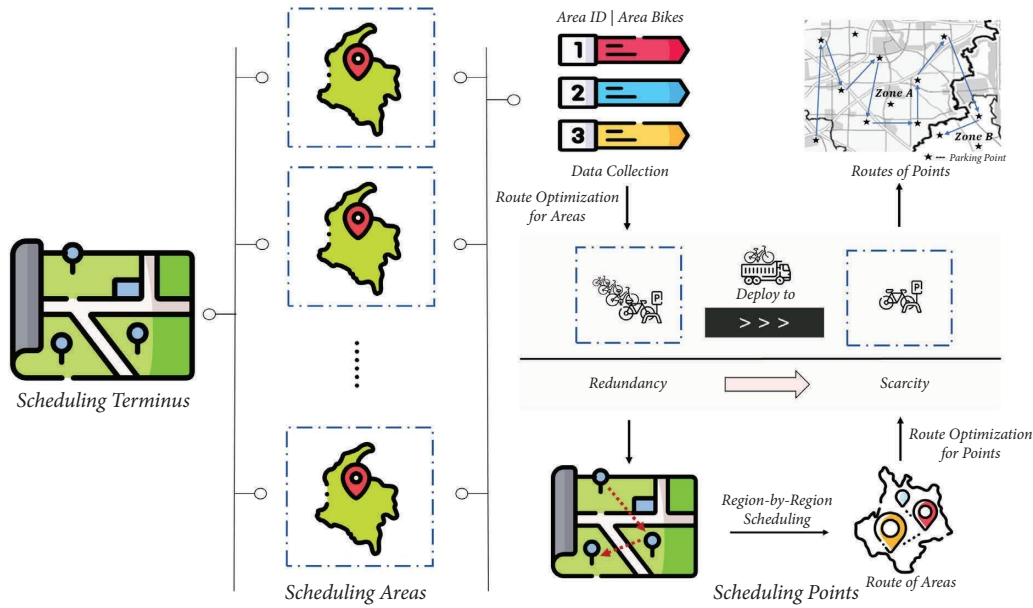 Area ID | Area Bikes
1
2
3
Data Collection
Zone A
Zone B
★ --- Parking Point
Routes of Points
Route Optimization
for Areas
P
Deploy to
> > >
P
Redundancy
Scarcity
Scheduling Terminus
Route Optimization
for Points
Region-by-Region
Scheduling
Route of Areas
Scheduling Areas
Scheduling Points